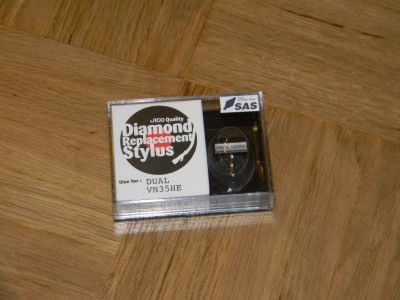 JICO Quality
Diamond
Replacement
Stylus
Use for : DUAL
VN35HE
SAS